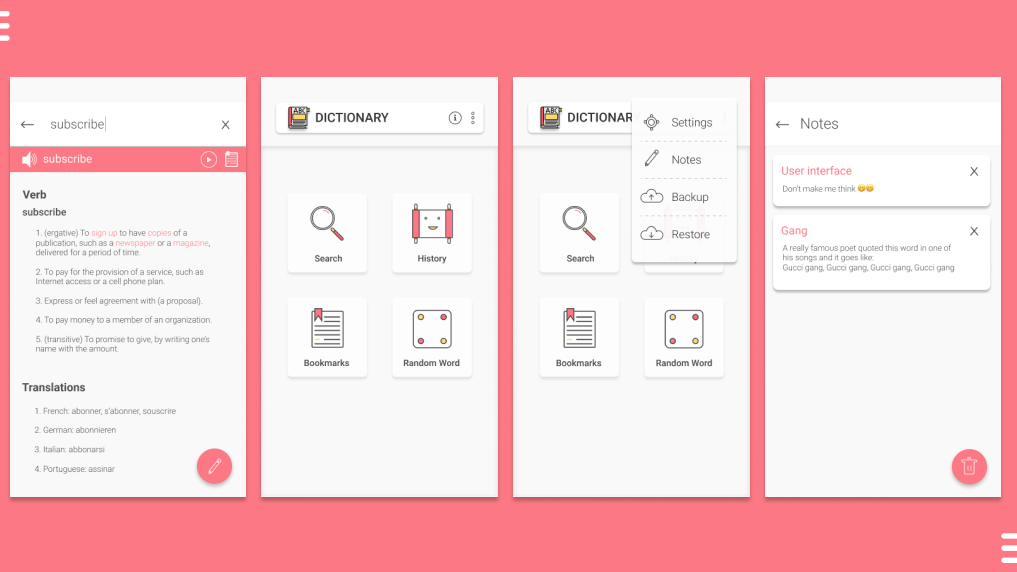 subscribe
X
subscribe
Verb
subscribe
1. (ergative) To sign up to have copies of a
publication, such as a newspaper or a magazine,
delivered for a period of time.
2. To pay for the provision of a service, such as
Internet access or a cell phone plan.
3. Express or feel agreement with (a proposal).
4. To pay money to a member of an organization.
5. (transitive) To promise to give, by writing one's
name with the amount.
Translations
1. French: abonner, s'abonner, souscrire
2. German: abonnieren
3. Italian: abbonarsi
4. Portuguese: assinar
ABC
DICTIONARY
Search
History
Bookmarks
Random Word
ABC
DICTIONAR
Settings
Notes
Backup
Restore
Search
Bookmarks
Random Word
Notes
User interface
X
Don't make me think 😄😄
Gang
X
A really famous poet quoted this word in one of
his songs and it goes like:
Gucci gang, Gucci gang, Gucci gang, Gucci gang